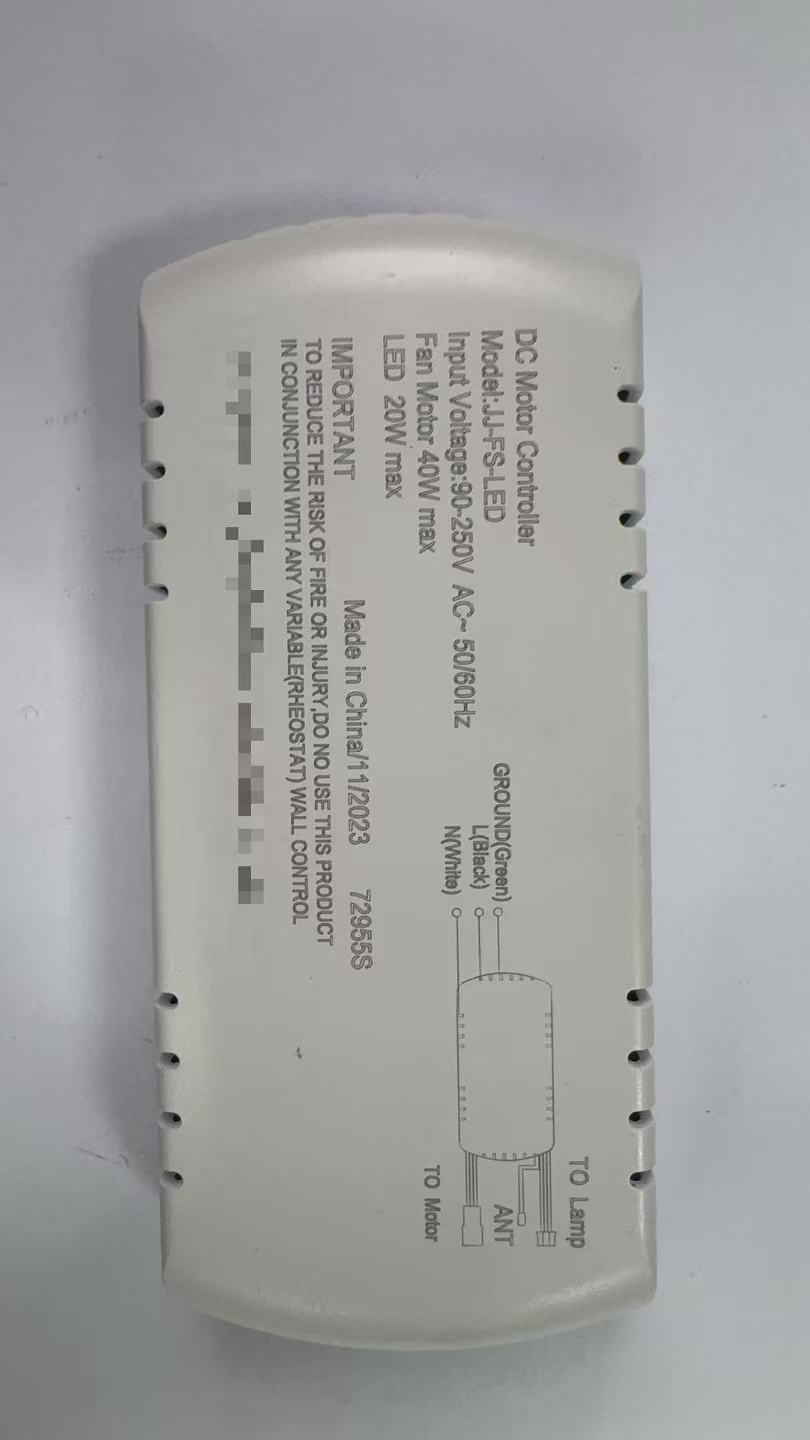 DC Motor Controller
Model:JJ-FS-LED
Input Voltage:90-250V AC~ 50/60Hz
Fan Motor 40W max
LED 20W max
IMPORTANT
Made in China/11/2023 72955S
TO REDUCE THE RISK OF FIRE OR INJURY,DO NO USE THIS PRODUCT
IN CONJUNCTION WITH ANY VARIABLE(RHEOSTAT) WALL CONTROL
GROUND(Green)
L(Black)
N(White)
TO Lamp
ANT
TO Motor